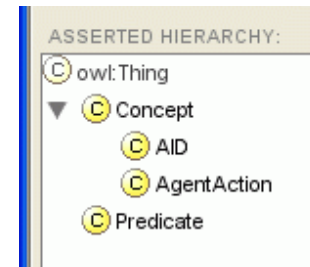 ASSERTED HIERARCHY:
C owl:Thing
C Concept
C AID
C AgentAction
C Predicate